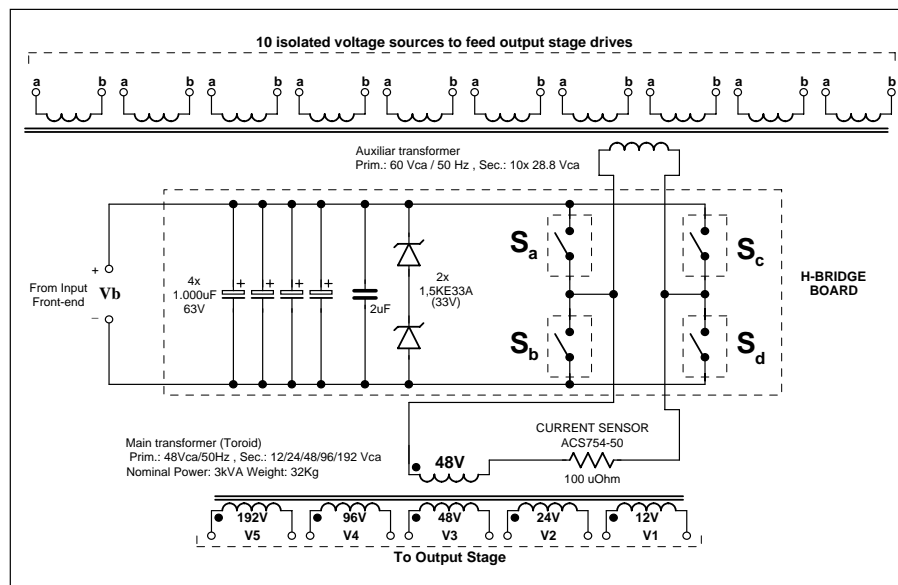 10 isolated voltage sources to feed output stage drives
a b a b a b a b a b a b a b a b a b a b
Auxiliar transformer
Prim.: 60 Vca / 50 Hz , Sec.: 10x 28.8 Vca
From Input
Front-end
+
Vb
−
4x
1.000uF
63V
+ + + +
2uF
2x
1,5KE33A
(33V)
Sa
Sb
Sc
Sd
H-BRIDGE
BOARD
Main transformer (Toroid)
Prim.: 48Vca/50Hz , Sec.: 12/24/48/96/192 Vca
Nominal Power: 3kVA Weight: 32Kg
48V
CURRENT SENSOR
ACS754-50
100 uOhm
192V 96V 48V 24V 12V
V5 V4 V3 V2 V1
To Output Stage